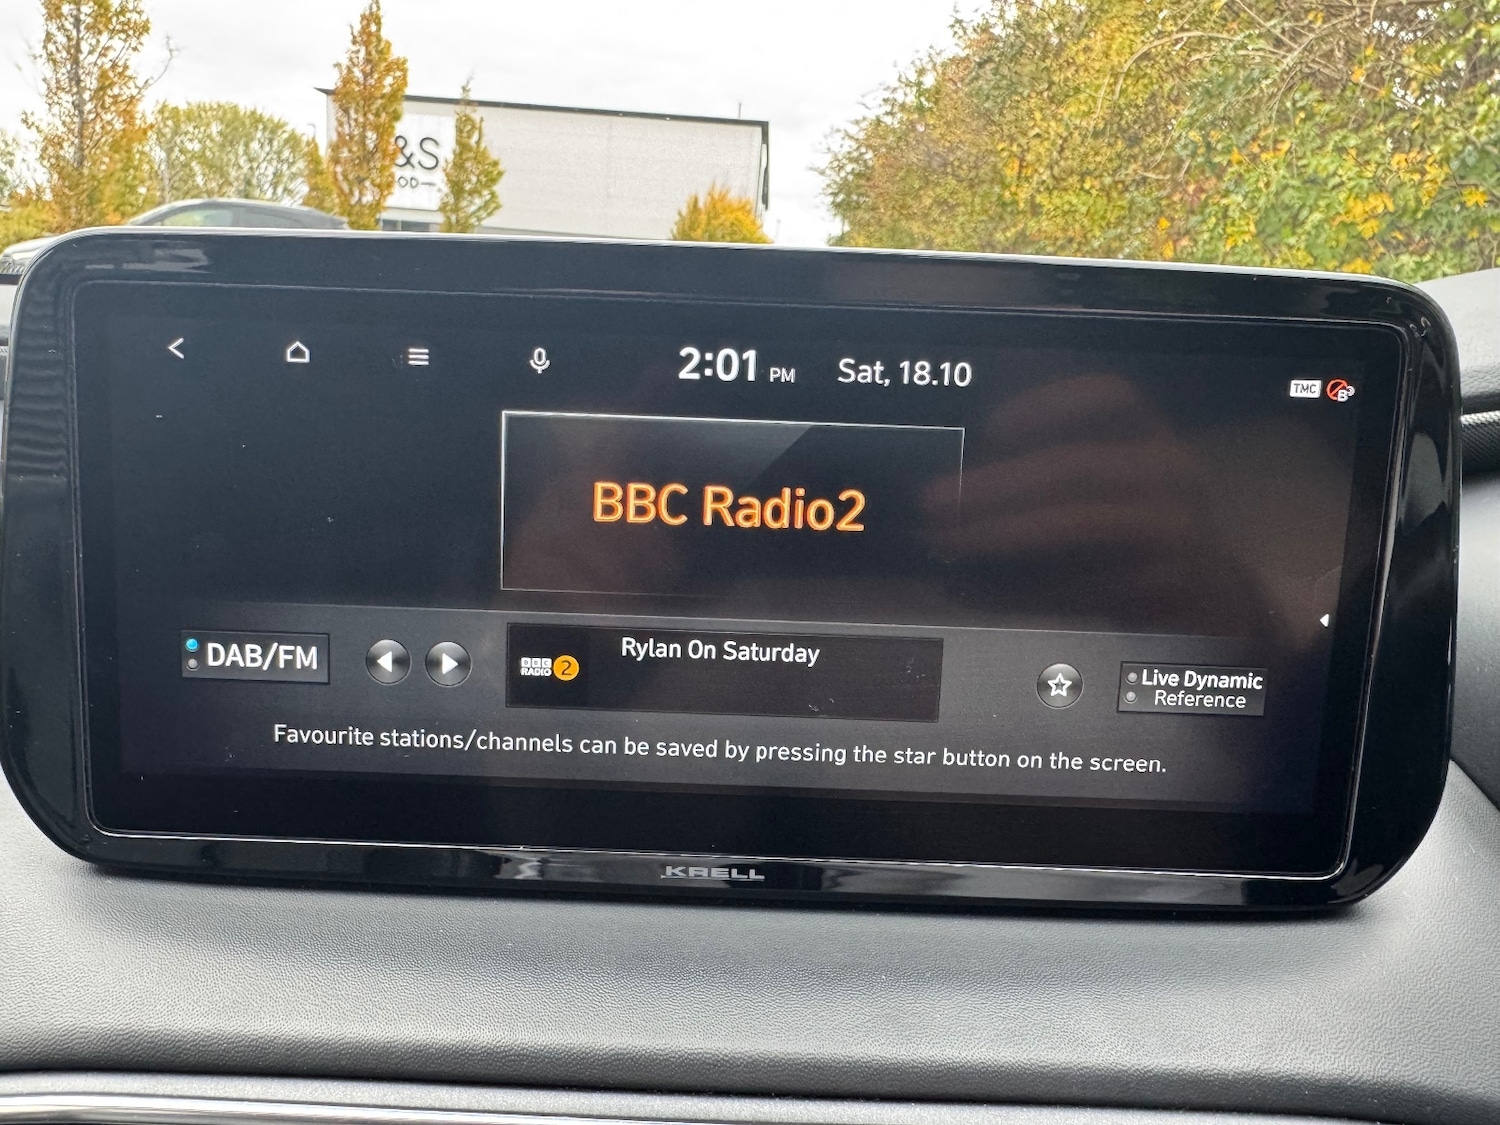 &S
OD
2:01 PM Sat, 18.10
TMC
BBC Radio2
DAB/FM
BBC
RADIO 2
Rylan On Saturday
Live Dynamic
Reference
Favourite stations/channels can be saved by pressing the star button on the screen.
KRELL